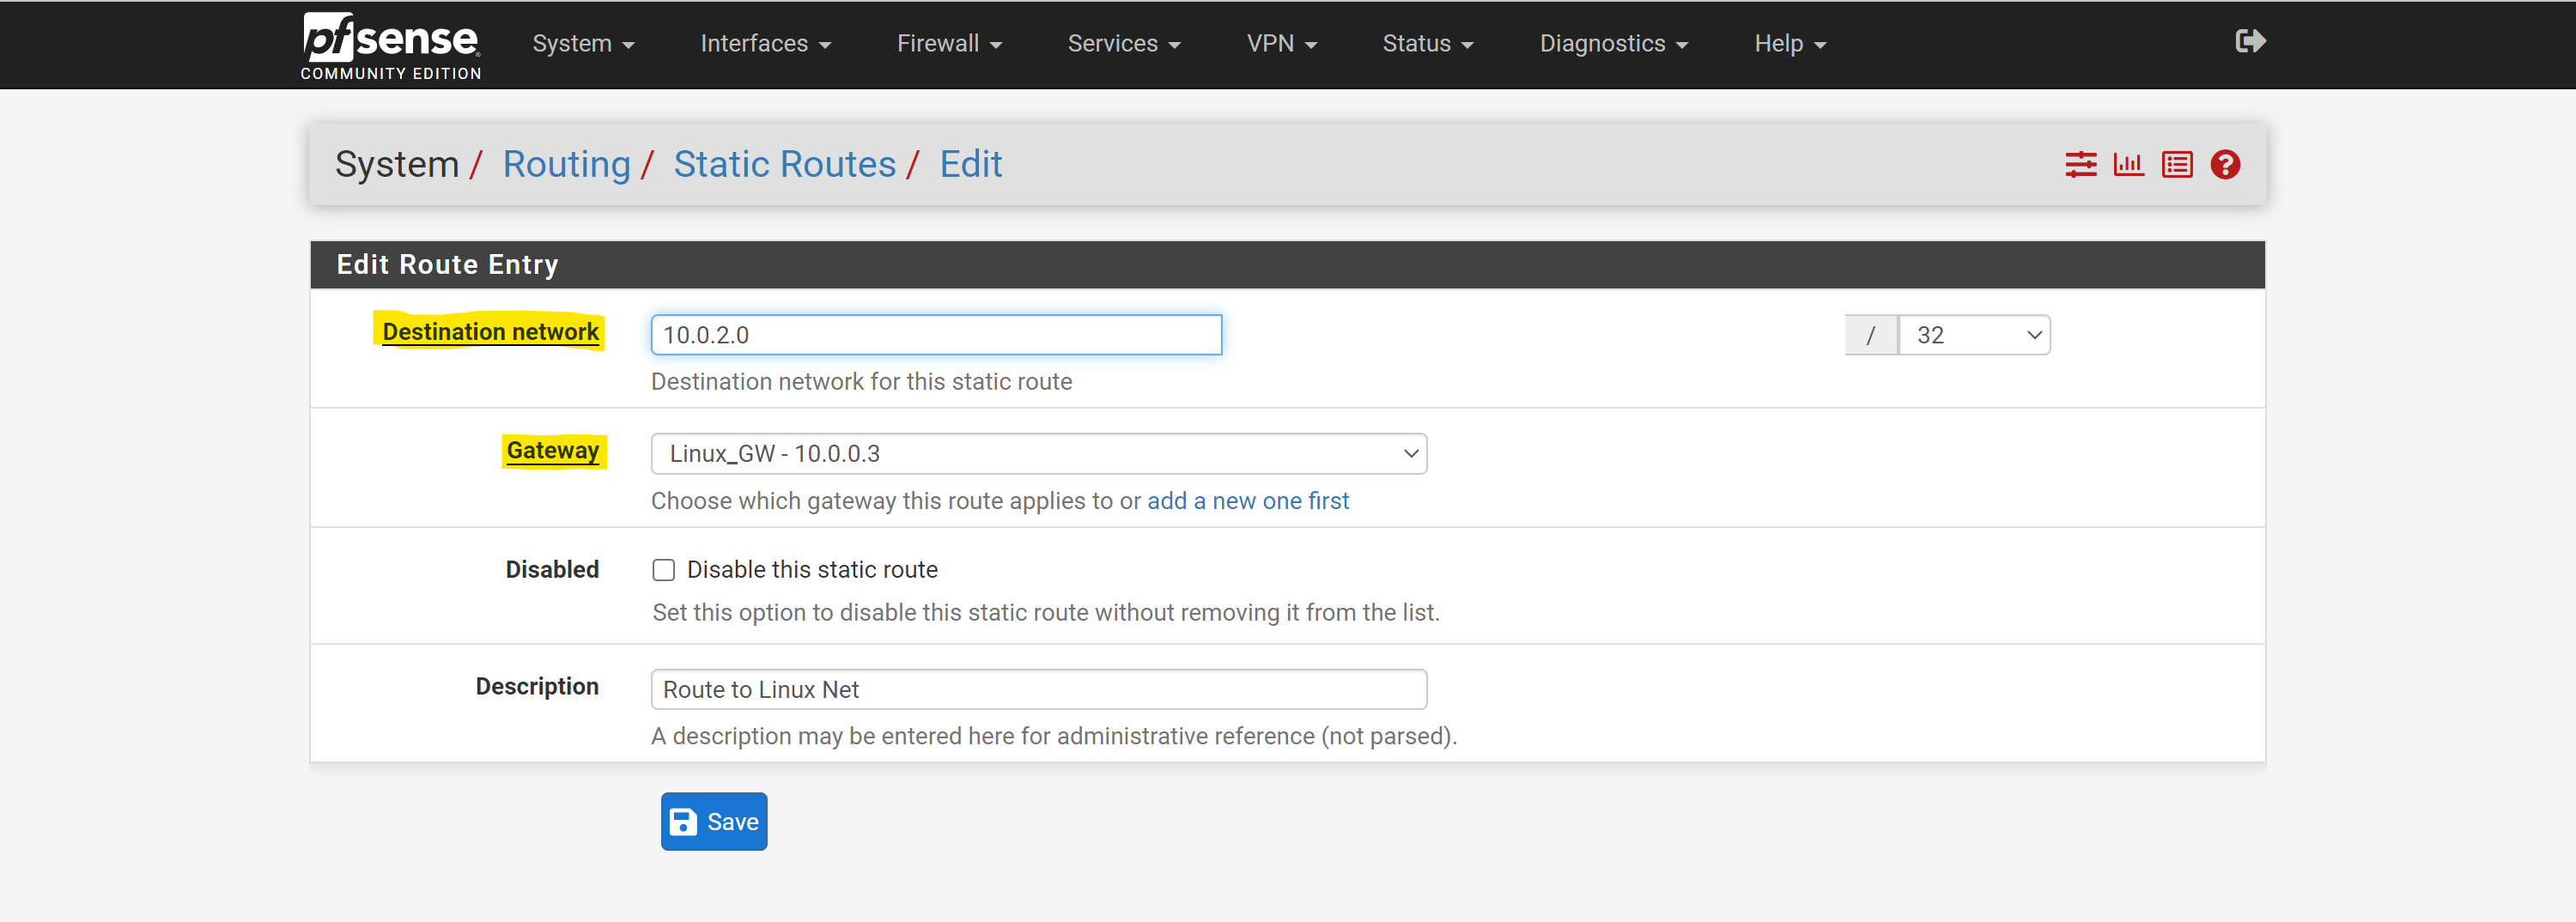 pfsense
COMMUNITY EDITION
System Interfaces Firewall Services VPN Status Diagnostics Help
System / Routing / Static Routes / Edit
Edit Route Entry
Destination network 10.0.2.0 / 32
Destination network for this static route
Gateway Linux_GW - 10.0.0.3
Choose which gateway this route applies to or add a new one first
Disabled Disable this static route
Set this option to disable this static route without removing it from the list.
Description Route to Linux Net
A description may be entered here for administrative reference (not parsed).
Save